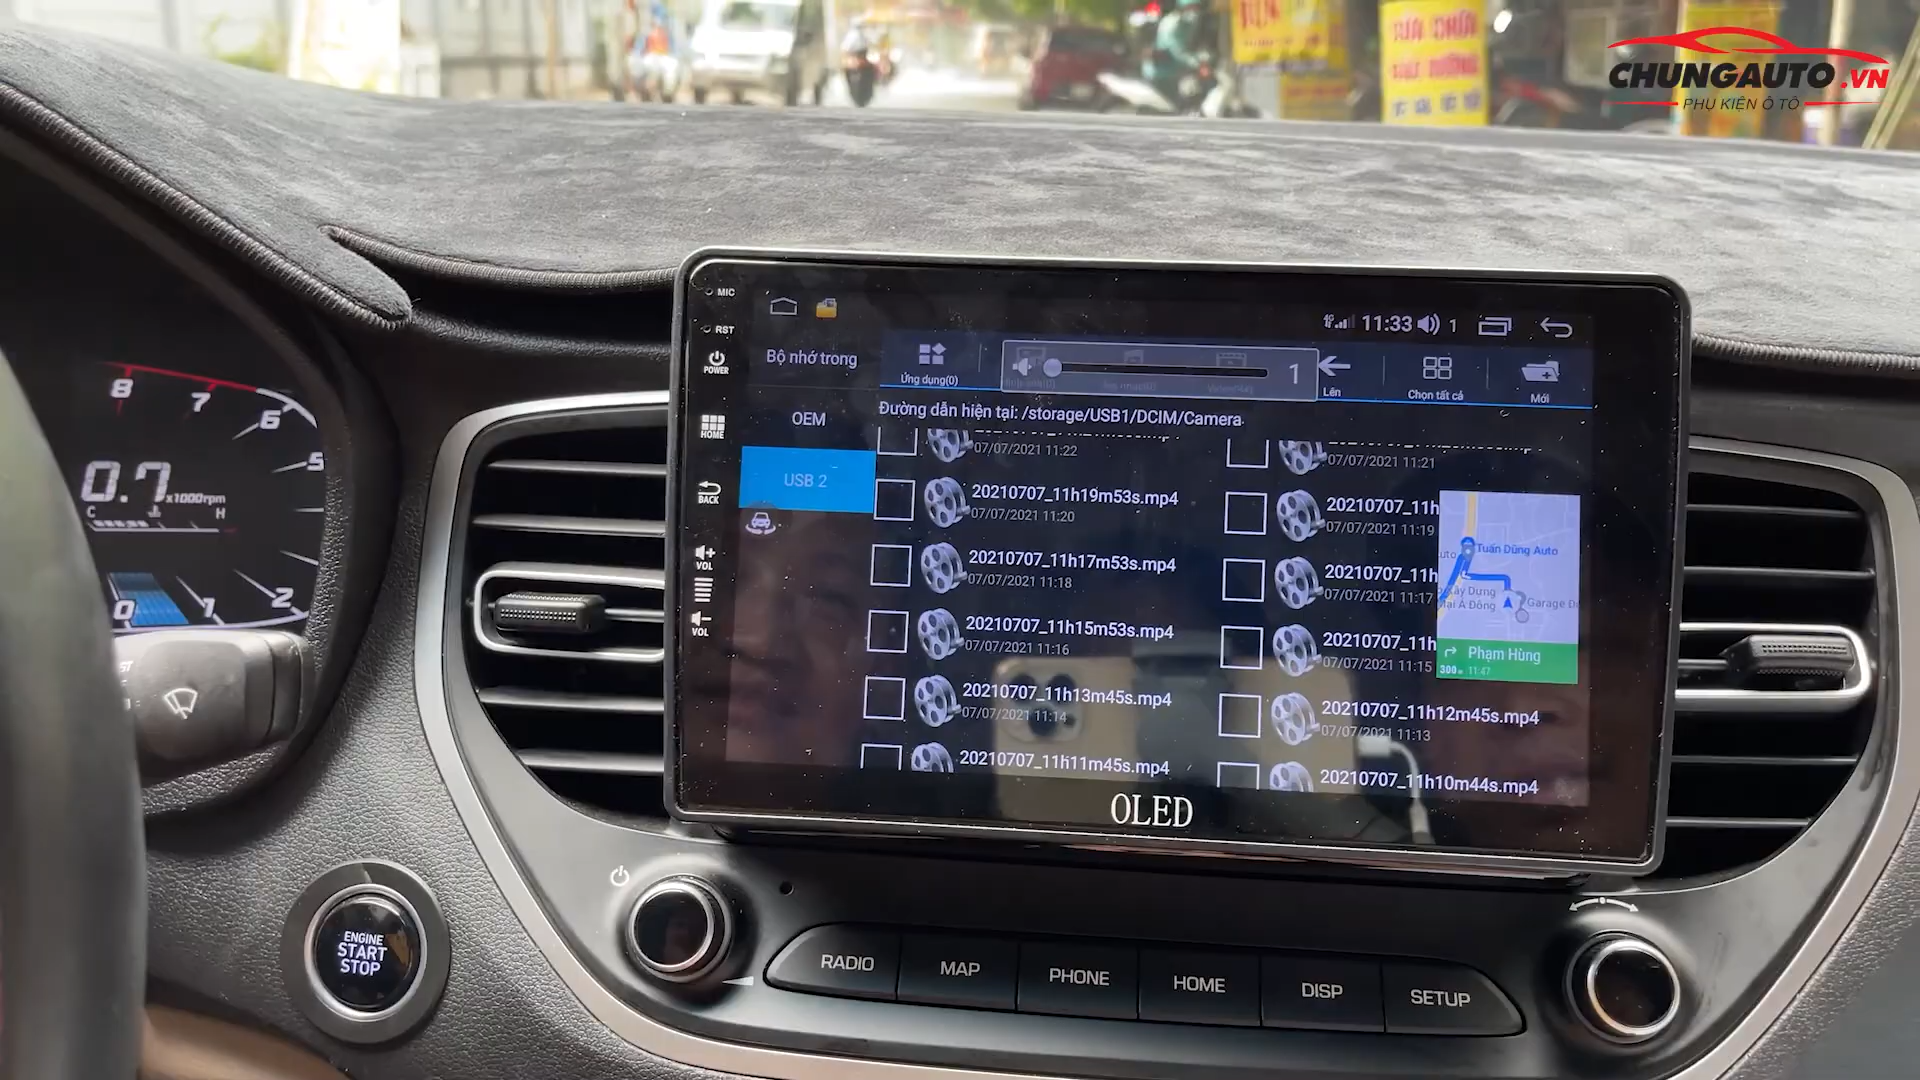 CHUNGAUTO.VN
PHỤ KIỆN Ô TÔ
MIC
RST
POWER
HOME
BACK
VOL
VOL
4G
11:33
1
Bộ nhớ trong
Ứng dụng(0)
1
Lên
Chọn tất cả
Mới
OEM
Đường dẫn hiện tại: /storage/USB1/DCIM/Camera
USB 2
07/07/2021 11:22
07/07/2021 11:21
20210707_11h19m53s.mp4
07/07/2021 11:20
20210707_11h
07/07/2021 11:19
20210707_11h17m53s.mp4
07/07/2021 11:18
20210707_11h
07/07/2021 11:17
20210707_11h15m53s.mp4
07/07/2021 11:16
20210707_11h
07/07/2021 11:15
20210707_11h13m45s.mp4
07/07/2021 11:14
20210707_11h12m45s.mp4
07/07/2021 11:13
20210707_11h11m45s.mp4
20210707_11h10m44s.mp4
Tuấn Dũng Auto
Garage
Phạm Hùng
300m 11:47
OLED
8
7
6
5
2
1
0
0.7 x1000rpm
C
H
ENGINE
START
STOP
RADIO
MAP
PHONE
HOME
DISP
SETUP